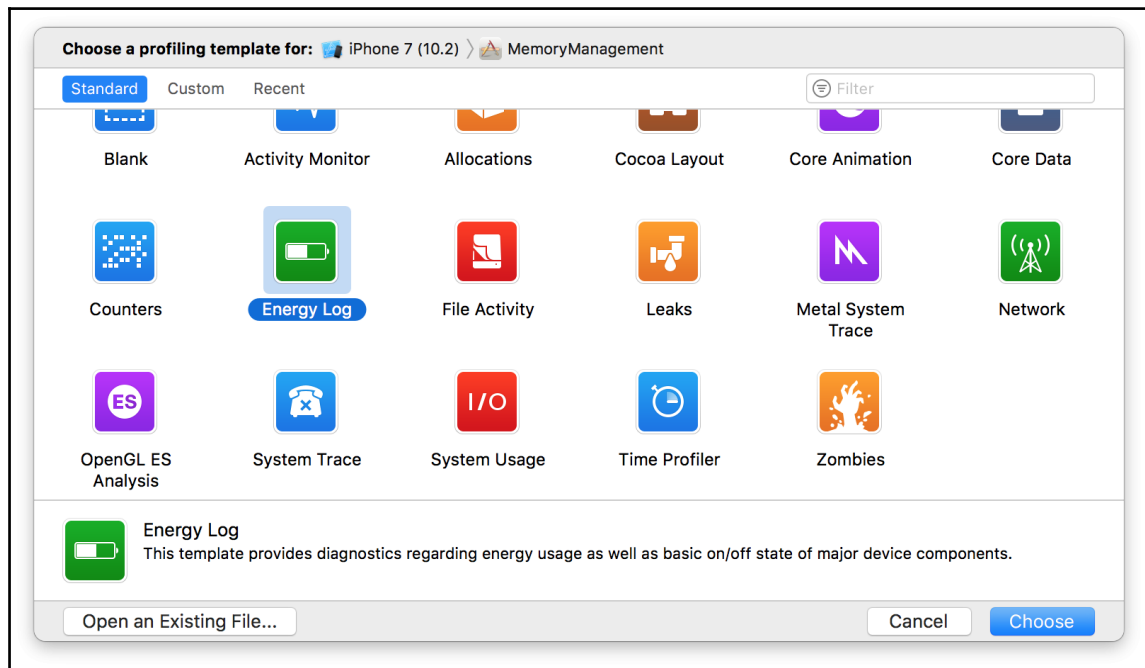 Choose a profiling template for: iPhone 7 (10.2) 〉 MemoryManagement
Standard Custom Recent Filter
Blank Activity Monitor Allocations Cocoa Layout Core Animation Core Data
Counters Energy Log File Activity Leaks Metal System Trace Network
ES I/O
OpenGL ES Analysis System Trace System Usage Time Profiler Zombies
Energy Log
This template provides diagnostics regarding energy usage as well as basic on/off state of major device components.
Open an Existing File... Cancel Choose